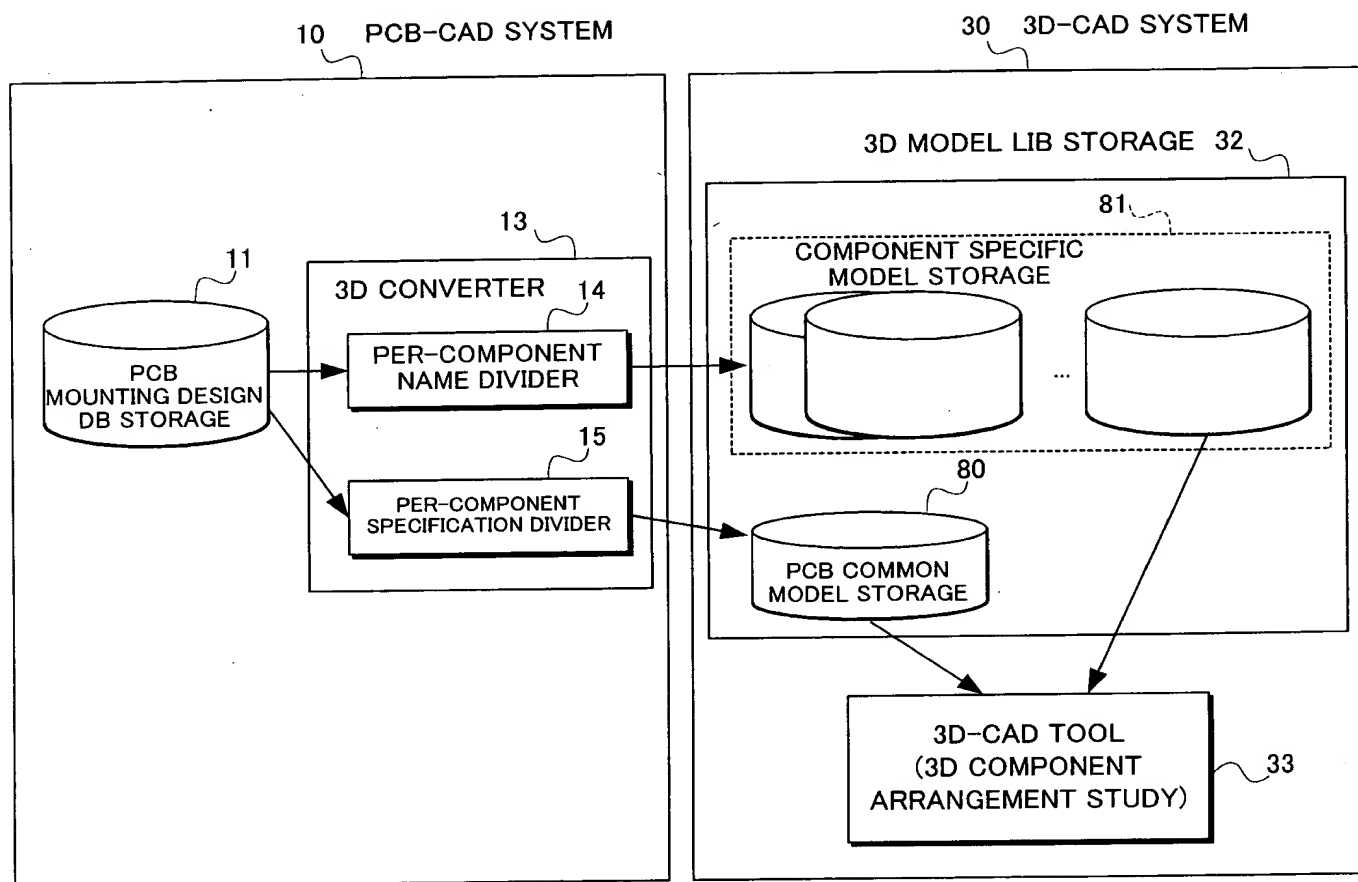 10 PCB-CAD SYSTEM
30 3D-CAD SYSTEM
3D MODEL LIB STORAGE 32
81
COMPONENT SPECIFIC
MODEL STORAGE
...
13
3D CONVERTER
11
PCB
MOUNTING DESIGN
DB STORAGE
14
PER-COMPONENT
NAME DIVIDER
15
PER-COMPONENT
SPECIFICATION DIVIDER
80
PCB COMMON
MODEL STORAGE
3D-CAD TOOL
(3D COMPONENT
ARRANGEMENT STUDY)
33